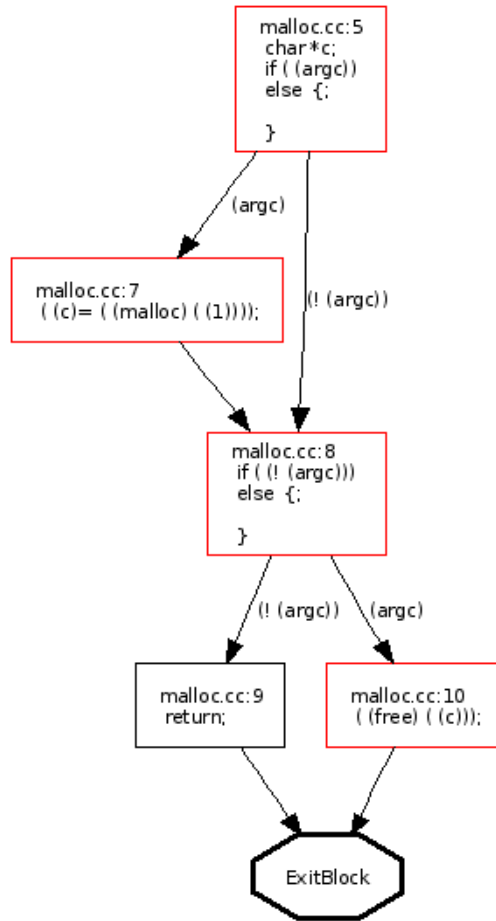 malloc.cc:5
char*c;
if ( (argc))
else {;
}
(argc)
malloc.cc:7
( (c)= ( (malloc) ( (1))));
(! (argc))
malloc.cc:8
if ( (! (argc)))
else {;
}
(! (argc))
(argc)
malloc.cc:9
return;
malloc.cc:10
( (free) ( (c)));
ExitBlock